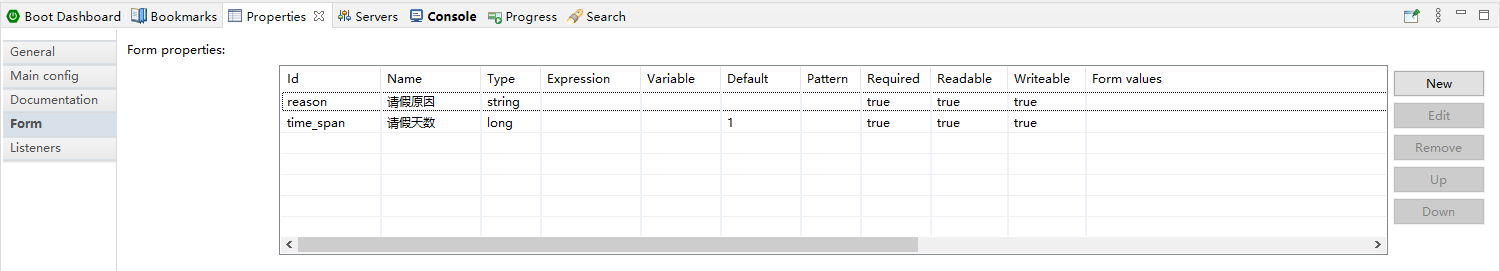 Boot Dashboard Bookmarks Properties Servers Console Progress Search
General
Main config
Documentation
Form
Listeners
Form properties:
Id Name Type Expression Variable Default Pattern Required Readable Writeable Form values
reason 请假原因 string true true true
time_span 请假天数 long 1 true true true
New
Edit
Remove
Up
Down